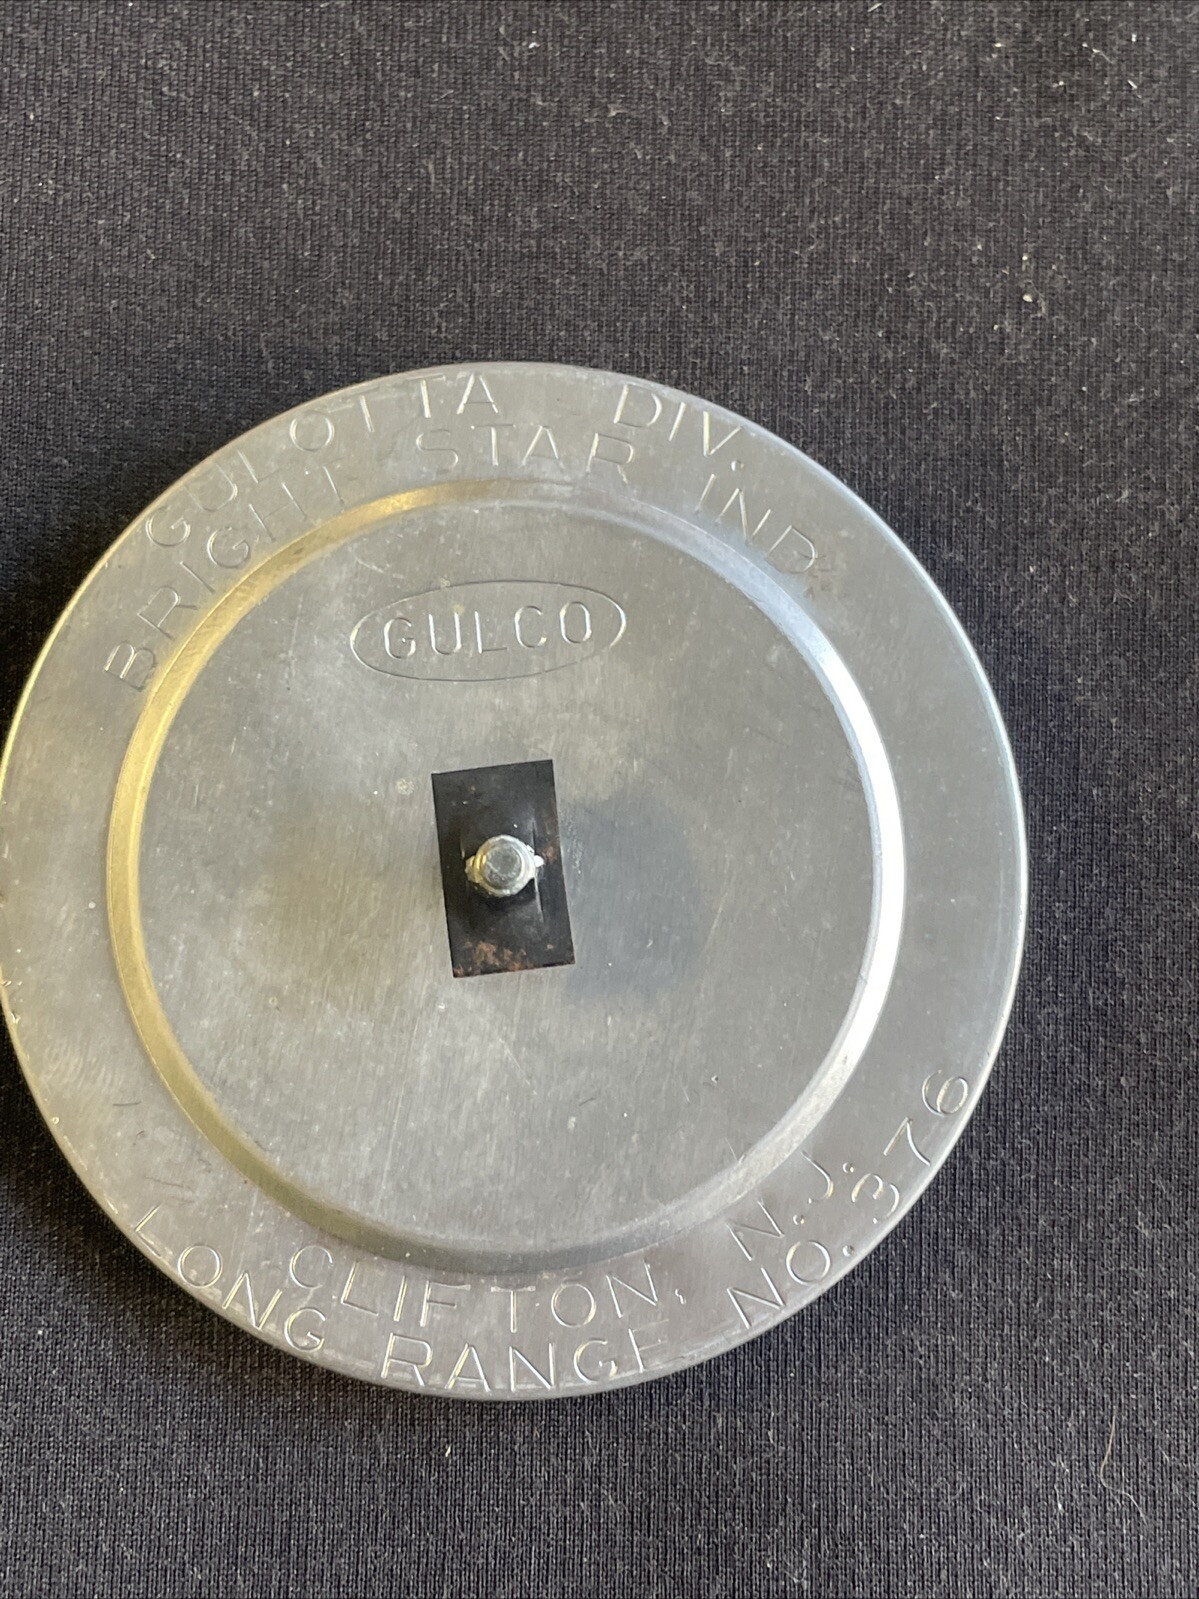 GULOTTA DIV.
BRIGHT STAR IND.
GULCO
CLIFTON, N.J.
LONG RANGE NO. 376